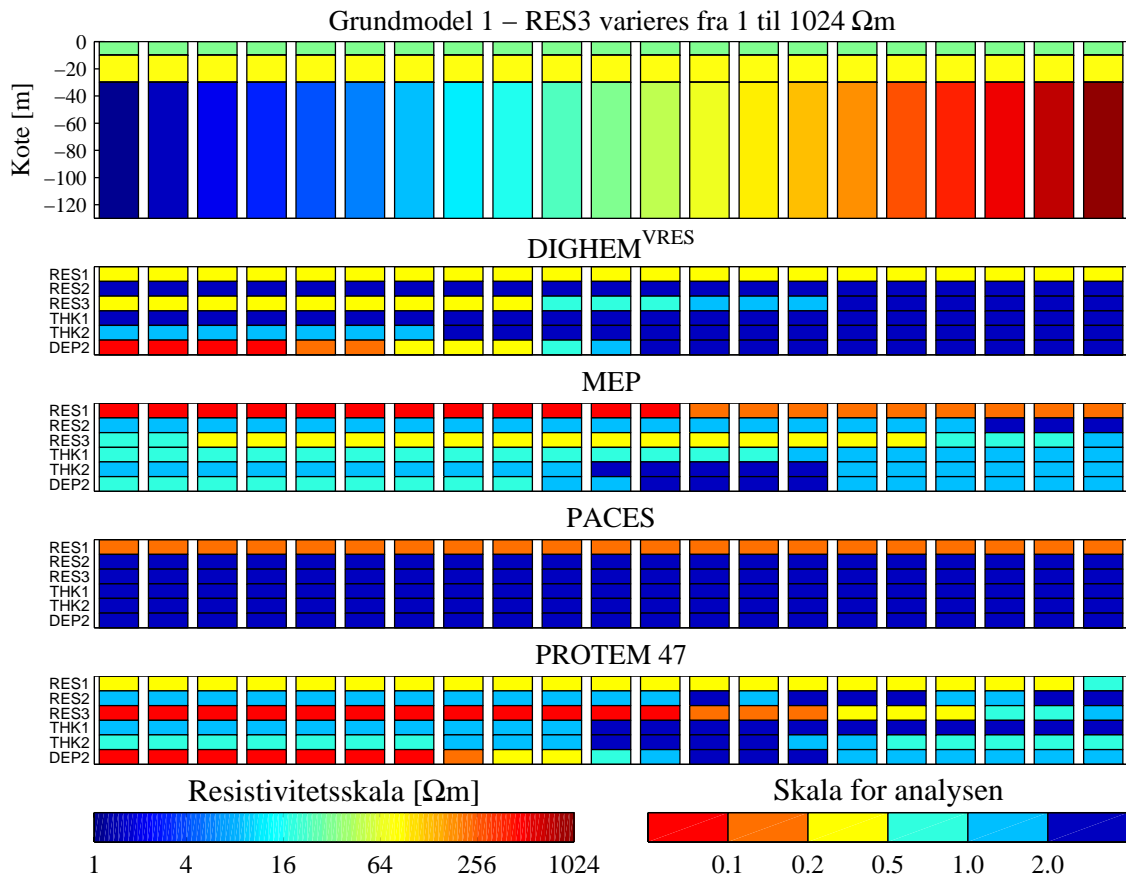 Grundmodel 1 – RES3 varieres fra 1 til 1024 Ωm
Kote [m]
0
−20
−40
−60
−80
−100
−120
DIGHEM^VRES
RES1
RES2
RES3
THK1
THK2
DEP2
MEP
RES1
RES2
RES3
THK1
THK2
DEP2
PACES
RES1
RES2
RES3
THK1
THK2
DEP2
PROTEM 47
RES1
RES2
RES3
THK1
THK2
DEP2
Resistivitetsskala [Ωm]
1 4 16 64 256 1024
Skala for analysen
0.1 0.2 0.5 1.0 2.0